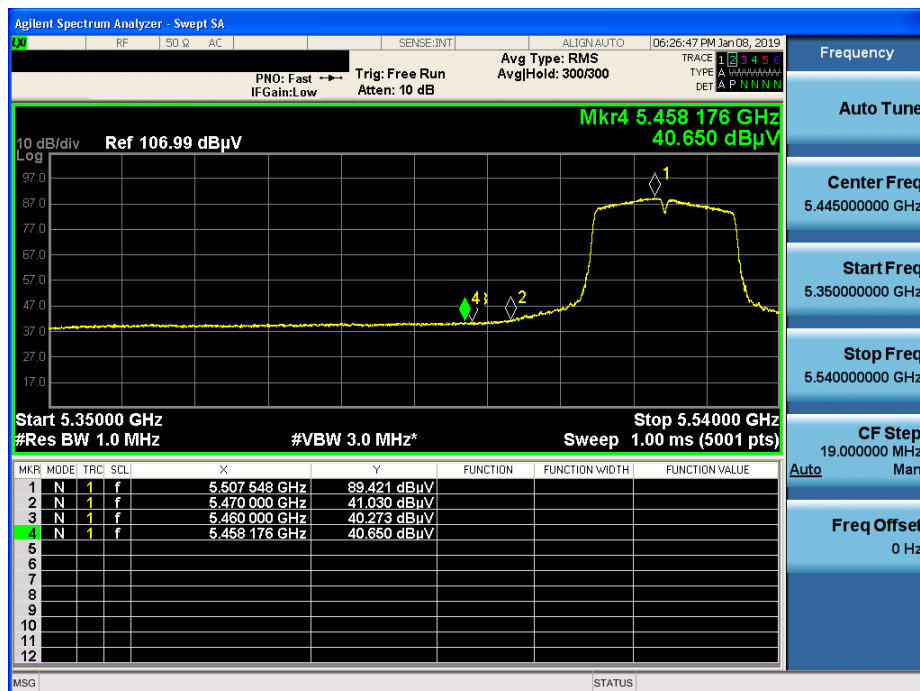 Agilent Spectrum Analyzer - Swept SA
LXI RF 50 Ω AC SENSE:INT ALIGN AUTO 06:26:47 PM Jan 08, 2019
Frequency
Avg Type: RMS
TRACE 1 2 3 4 5 6
PNO: Fast Trig: Free Run Avg|Hold: 300/300
TYPE A WWWWW
IFGain:Low Atten: 10 dB
DET A P N N N N
Auto Tune
Mkr4 5.458 176 GHz
40.650 dBµV
10 dB/div Ref 106.99 dBµV
Log
97.0
87.0
77.0
67.0
57.0
47.0
37.0
27.0
17.0
1
4 3 2
Center Freq
5.445000000 GHz
Start Freq
5.350000000 GHz
Stop Freq
5.540000000 GHz
Start 5.35000 GHz Stop 5.54000 GHz
#Res BW 1.0 MHz #VBW 3.0 MHz* Sweep 1.00 ms (5001 pts)
CF Step
19.000000 MHz
Auto Man
MKR MODE TRC SCL X Y FUNCTION FUNCTION WIDTH FUNCTION VALUE
1 N 1 f 5.507 548 GHz 89.421 dBµV
2 N 1 f 5.470 000 GHz 41.030 dBµV
3 N 1 f 5.460 000 GHz 40.273 dBµV
4 N 1 f 5.458 176 GHz 40.650 dBµV
5
6
7
8
9
10
11
12
Freq Offset
0 Hz
MSG STATUS